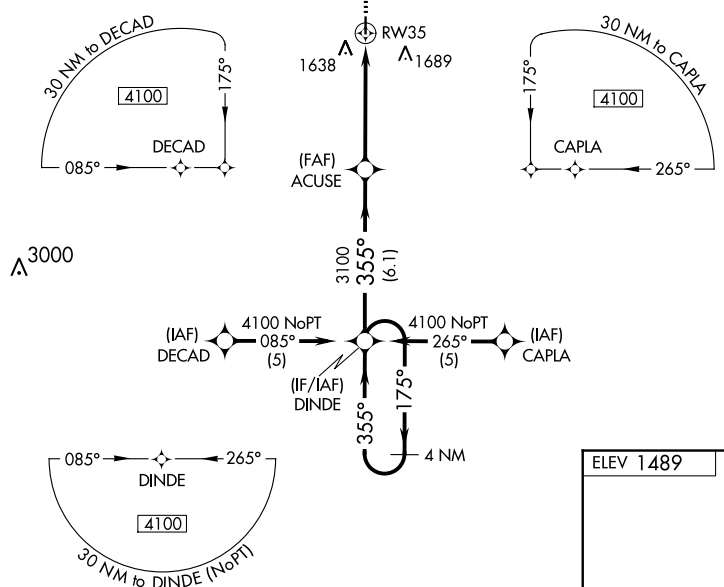 30 NM to DECAD
4100
175°
DECAD
085°
RW35
1638
1689
30 NM to CAPLA
175°
4100
CAPLA
265°
(FAF)
ACUSE
3000
3100
355°
(6.1)
(IAF)
DECAD
4100 NoPT
085°
(5)
4100 NoPT
265°
(5)
(IAF)
CAPLA
(IF/IAF)
DINDE
355°
175°
4 NM
085°
265°
DINDE
4100
30 NM to DINDE (NoPT)
ELEV 1489